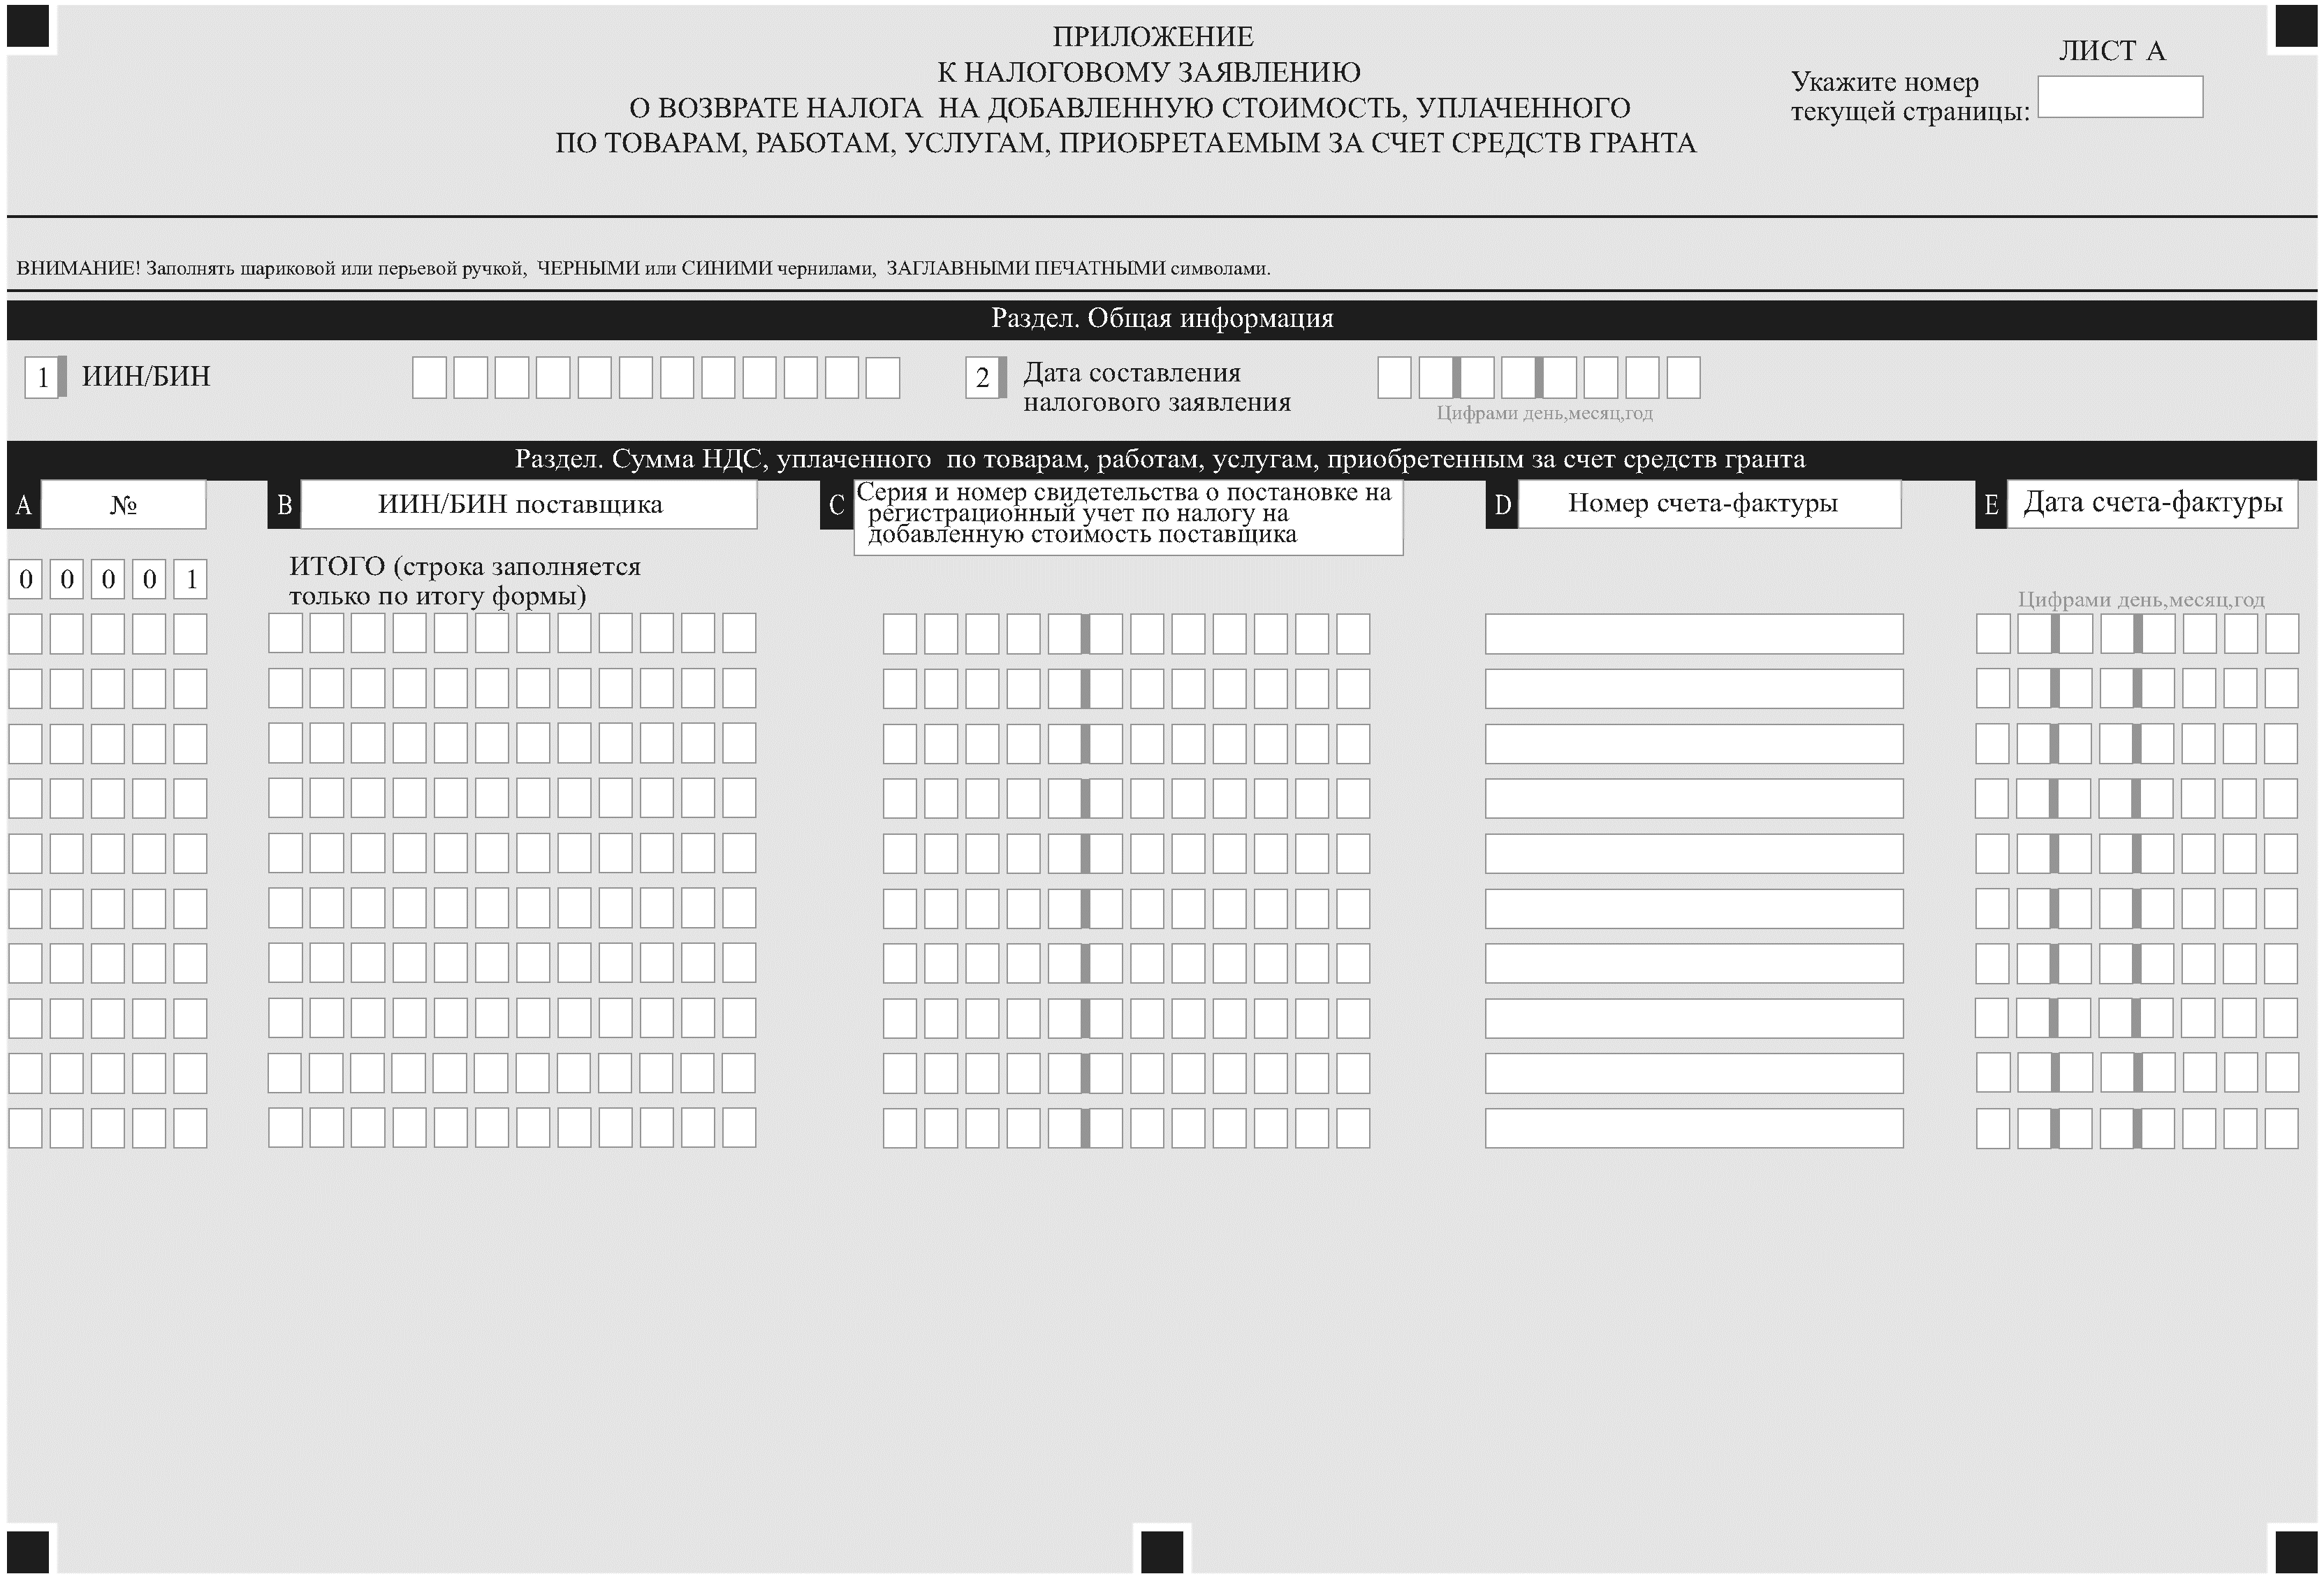 ПРИЛОЖЕНИЕ
К НАЛОГОВОМУ ЗАЯВЛЕНИЮ
О ВОЗВРАТЕ НАЛОГА НА ДОБАВЛЕННУЮ СТОИМОСТЬ, УПЛАЧЕННОГО
ПО ТОВАРАМ, РАБОТАМ, УСЛУГАМ, ПРИОБРЕТАЕМЫМ ЗА СЧЕТ СРЕДСТВ ГРАНТА
ЛИСТ А
Укажите номер
текущей страницы:
ВНИМАНИЕ! Заполнять шариковой или перьевой ручкой, ЧЕРНЫМИ или СИНИМИ чернилами, ЗАГЛАВНЫМИ ПЕЧАТНЫМИ символами.
Раздел. Общая информация
1 ИИН/БИН
2 Дата составления
налогового заявления
Цифрами день,месяц,год
Раздел. Сумма НДС, уплаченного по товарам, работам, услугам, приобретенным за счет средств гранта
A №
B ИИН/БИН поставщика
C Серия и номер свидетельства о постановке на
регистрационный учет по налогу на
добавленную стоимость поставщика
D Номер счета-фактуры
E Дата счета-фактуры
0 0 0 0 1
ИТОГО (строка заполняется
только по итогу формы)
Цифрами день,месяц,год